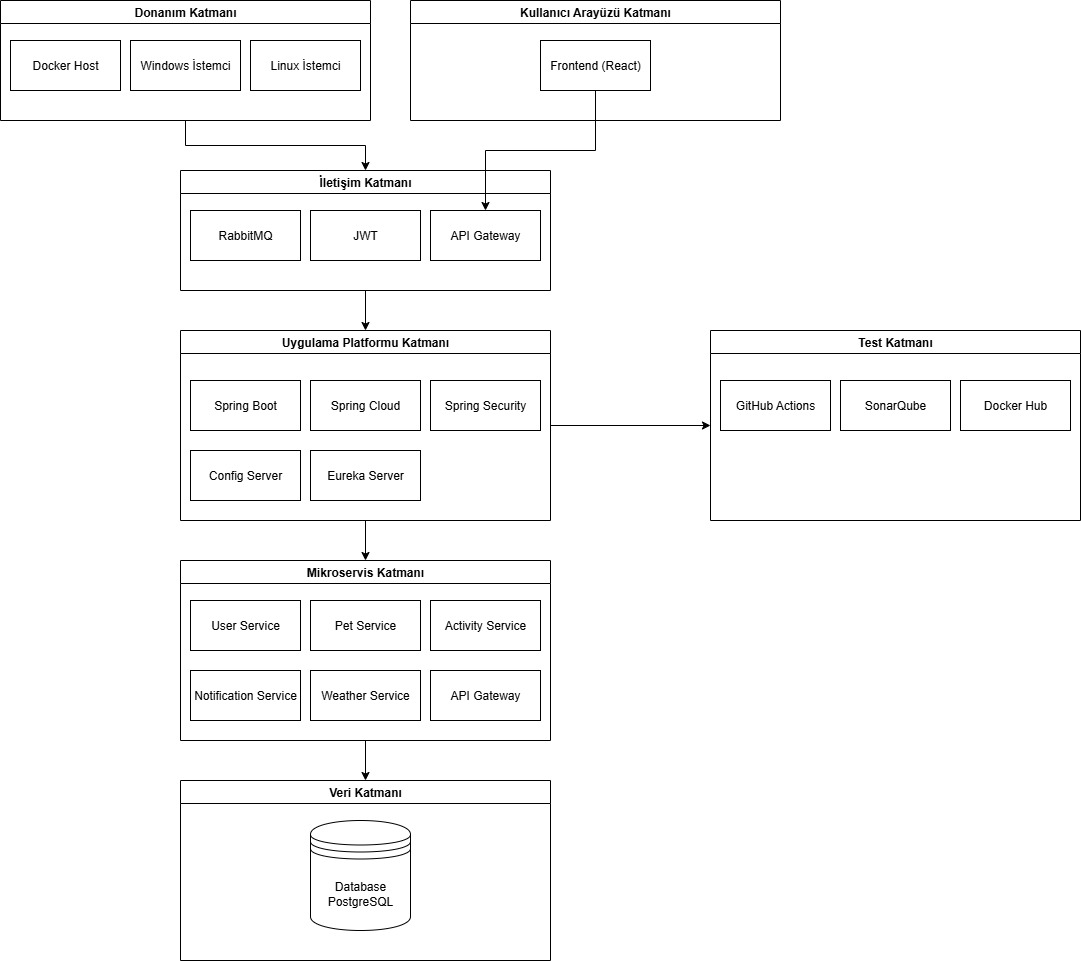 Donanım Katmanı
Docker Host
Windows İstemci
Linux İstemci
Kullanıcı Arayüzü Katmanı
Frontend (React)
İletişim Katmanı
RabbitMQ
JWT
API Gateway
Uygulama Platformu Katmanı
Spring Boot
Spring Cloud
Spring Security
Config Server
Eureka Server
Test Katmanı
GitHub Actions
SonarQube
Docker Hub
Mikroservis Katmanı
User Service
Pet Service
Activity Service
Notification Service
Weather Service
API Gateway
Veri Katmanı
Database
PostgreSQL